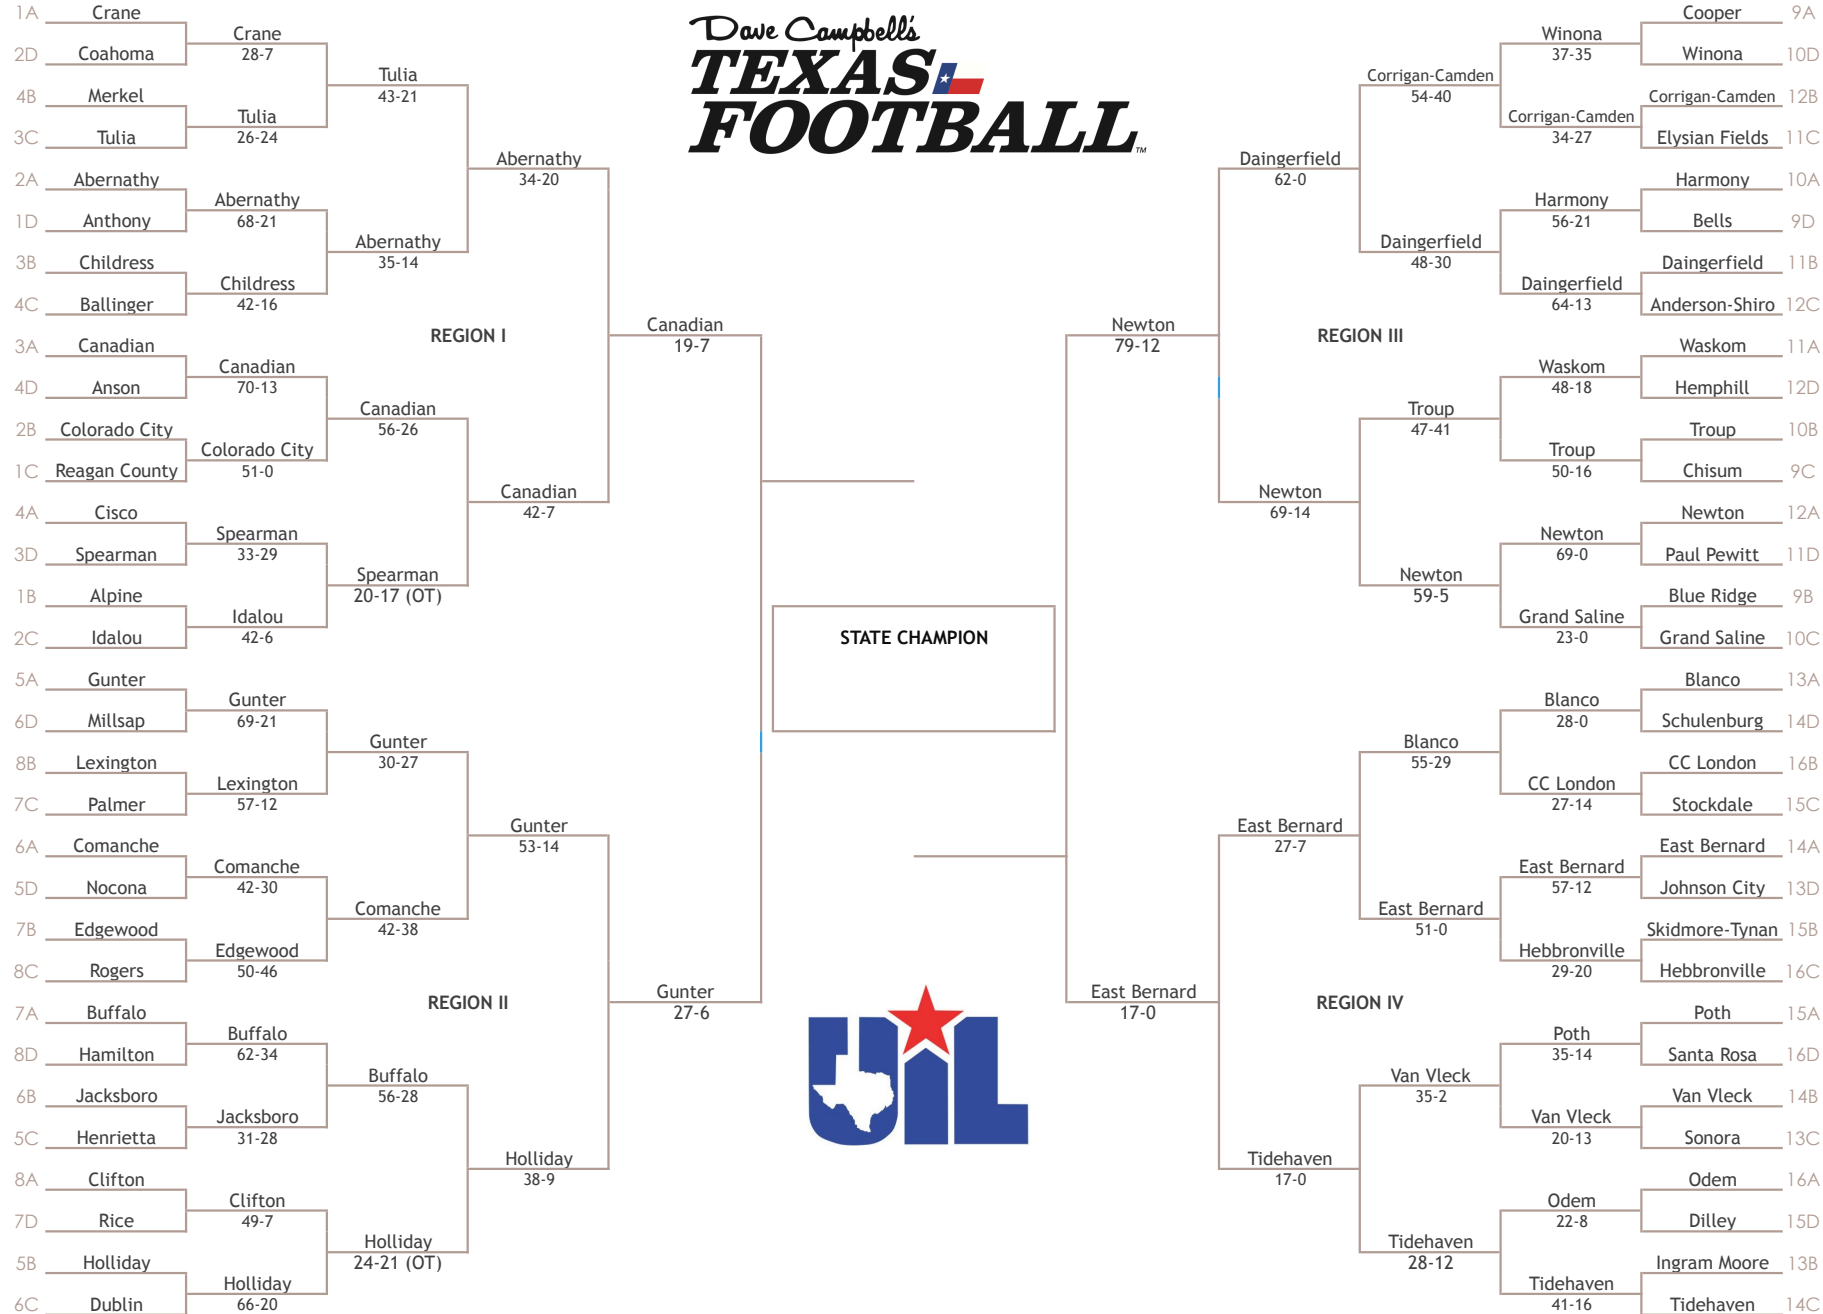 Dave Campbell's
TEXAS
FOOTBALL™
1A Crane
2D Coahoma
4B Merkel
3C Tulia
2A Abernathy
1D Anthony
3B Childress
4C Ballinger
3A Canadian
4D Anson
2B Colorado City
1C Reagan County
4A Cisco
3D Spearman
1B Alpine
2C Idalou
5A Gunter
6D Millsap
8B Lexington
7C Palmer
6A Comanche
5D Nocona
7B Edgewood
8C Rogers
7A Buffalo
8D Hamilton
6B Jacksboro
5C Henrietta
8A Clifton
7D Rice
5B Holliday
6C Dublin
Crane
28-7
Tulia
26-24
Abernathy
68-21
Childress
42-16
Canadian
70-13
Colorado City
51-0
Spearman
33-29
Idalou
42-6
Gunter
69-21
Lexington
57-12
Comanche
42-30
Edgewood
50-46
Buffalo
62-34
Jacksboro
31-28
Clifton
49-7
Holliday
66-20
Tulia
43-21
Abernathy
35-14
Canadian
56-26
Spearman
20-17 (OT)
Gunter
30-27
Comanche
42-38
Buffalo
56-28
Holliday
24-21 (OT)
Abernathy
34-20
REGION I
Canadian
42-7
Gunter
53-14
REGION II
Holliday
38-9
Canadian
19-7
Gunter
27-6
STATE CHAMPION
UIL
Newton
79-12
East Bernard
17-0
Daingerfield
62-0
REGION III
Newton
69-14
East Bernard
27-7
REGION IV
Tidehaven
17-0
Corrigan-Camden
54-40
Daingerfield
48-30
Troup
47-41
Newton
59-5
Blanco
55-29
East Bernard
51-0
Van Vleck
35-2
Tidehaven
28-12
Winona
37-35
Corrigan-Camden
34-27
Harmony
56-21
Daingerfield
64-13
Waskom
48-18
Troup
50-16
Newton
69-0
Grand Saline
23-0
Blanco
28-0
CC London
27-14
East Bernard
57-12
Hebbronville
29-20
Poth
35-14
Van Vleck
20-13
Odem
22-8
Tidehaven
41-16
Cooper 9A
Winona 10D
Corrigan-Camden 12B
Elysian Fields 11C
Harmony 10A
Bells 9D
Daingerfield 11B
Anderson-Shiro 12C
Waskom 11A
Hemphill 12D
Troup 10B
Chisum 9C
Newton 12A
Paul Pewitt 11D
Blue Ridge 9B
Grand Saline 10C
Blanco 13A
Schulenburg 14D
CC London 16B
Stockdale 15C
East Bernard 14A
Johnson City 13D
Skidmore-Tynan 15B
Hebbronville 16C
Poth 15A
Santa Rosa 16D
Van Vleck 14B
Sonora 13C
Odem 16A
Dilley 15D
Ingram Moore 13B
Tidehaven 14C